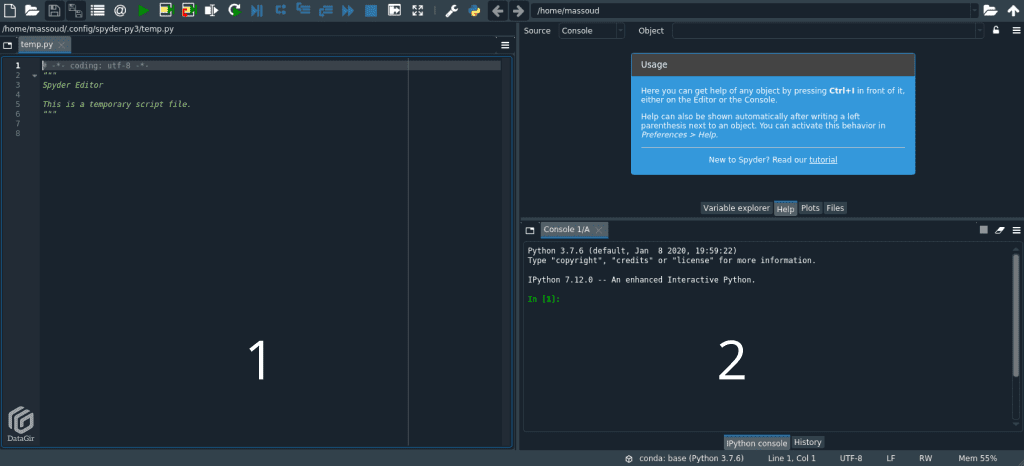 /home/massoud
/home/massoud/.config/spyder-py3/temp.py
temp.py
1 # -*- coding: utf-8 -*-
2 """
3 Spyder Editor
4
5 This is a temporary script file.
6 """
7
8
1
DataGir
Source Console Object
Usage
Here you can get help of any object by pressing Ctrl+I in front of it,
either on the Editor or the Console.
Help can also be shown automatically after writing a left
parenthesis next to an object. You can activate this behavior in
Preferences > Help.
New to Spyder? Read our tutorial
Variable explorer Help Plots Files
Console 1/A
Python 3.7.6 (default, Jan  8 2020, 19:59:22)
Type "copyright", "credits" or "license" for more information.
IPython 7.12.0 -- An enhanced Interactive Python.
In [1]:
2
IPython console History
conda: base (Python 3.7.6) Line 1, Col 1 UTF-8 LF RW Mem 55%